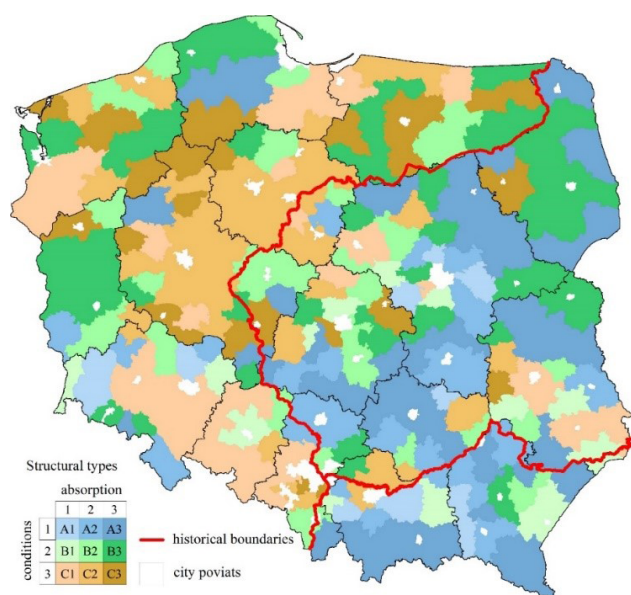 Structural types
absorption
1 2 3
conditions
1 A1 A2 A3
2 B1 B2 B3
3 C1 C2 C3
historical boundaries
city poviats